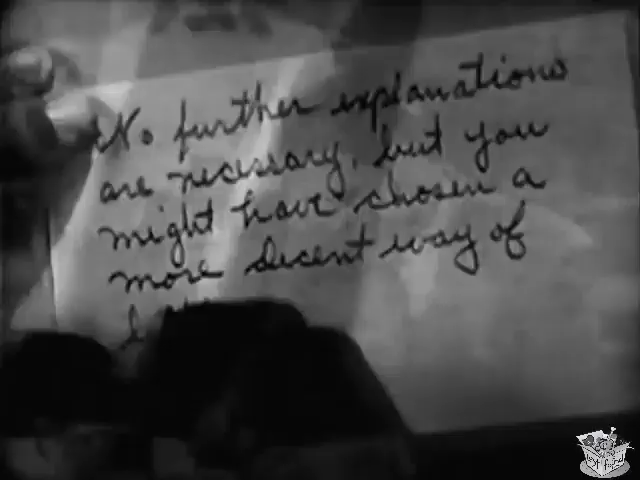 No further explanations
are necessary, but you
might have chosen a
more decent way of